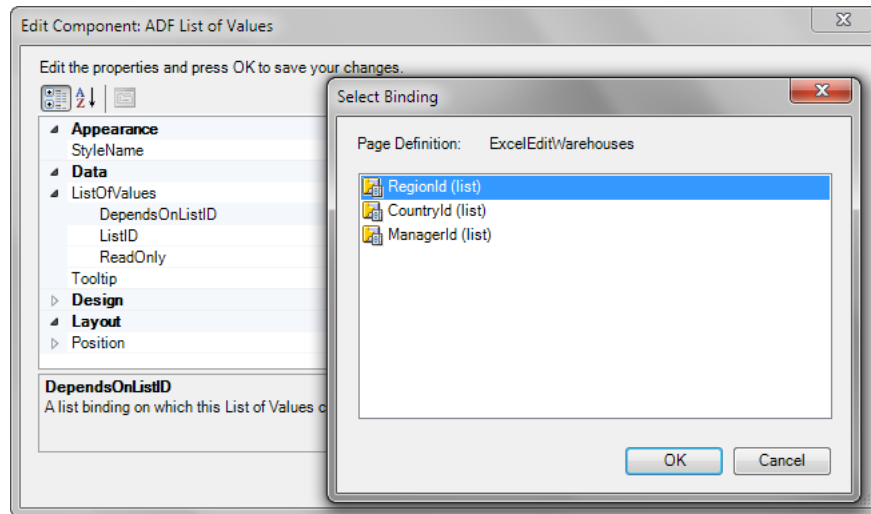 Edit Component: ADF List of Values
Edit the properties and press OK to save your changes.
Appearance
StyleName
Data
ListOfValues
DependsOnListID
ListID
ReadOnly
Tooltip
Design
Layout
Position
DependsOnListID
A list binding on which this List of Values c
Select Binding
Page Definition: ExcelEditWarehouses
RegionId (list)
CountryId (list)
ManagerId (list)
OK Cancel